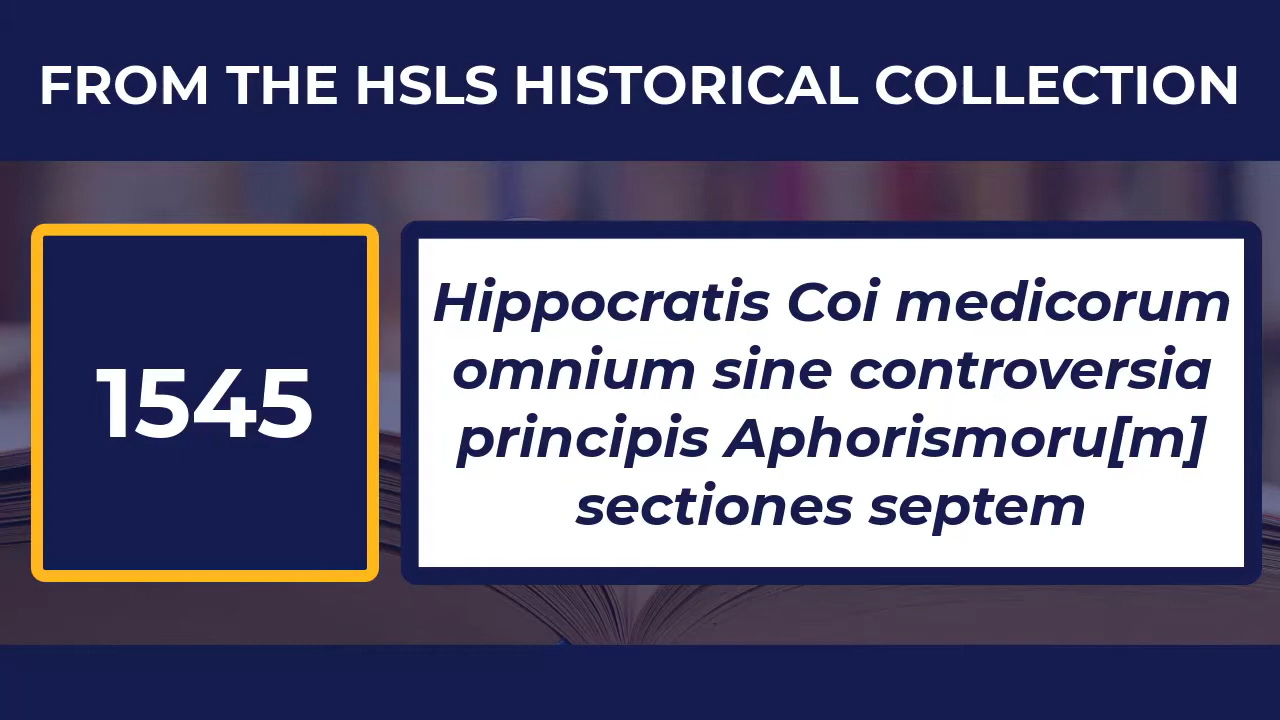 FROM THE HSLS HISTORICAL COLLECTION
1545
Hippocratis Coi medicorum
omnium sine controversia
principis Aphorismoru[m]
sectiones septem